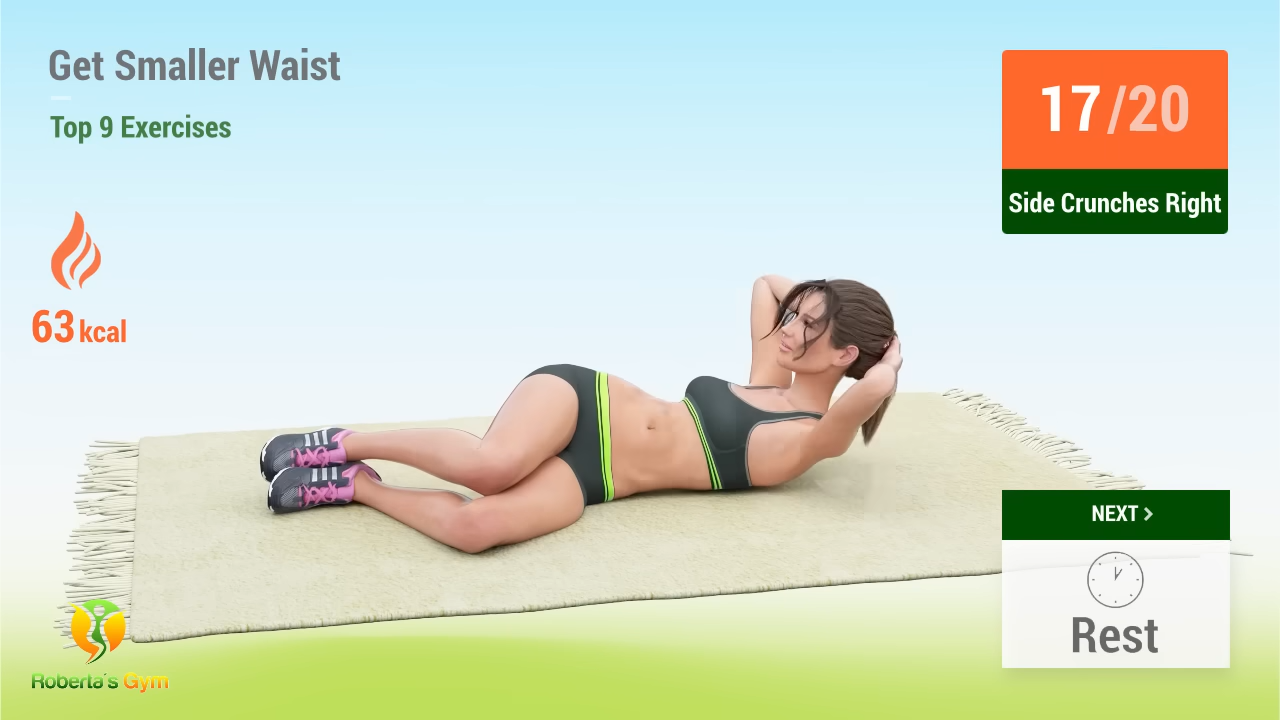 Get Smaller Waist
Top 9 Exercises
17/20
Side Crunches Right
63 kcal
NEXT >
Rest
Roberta's Gym